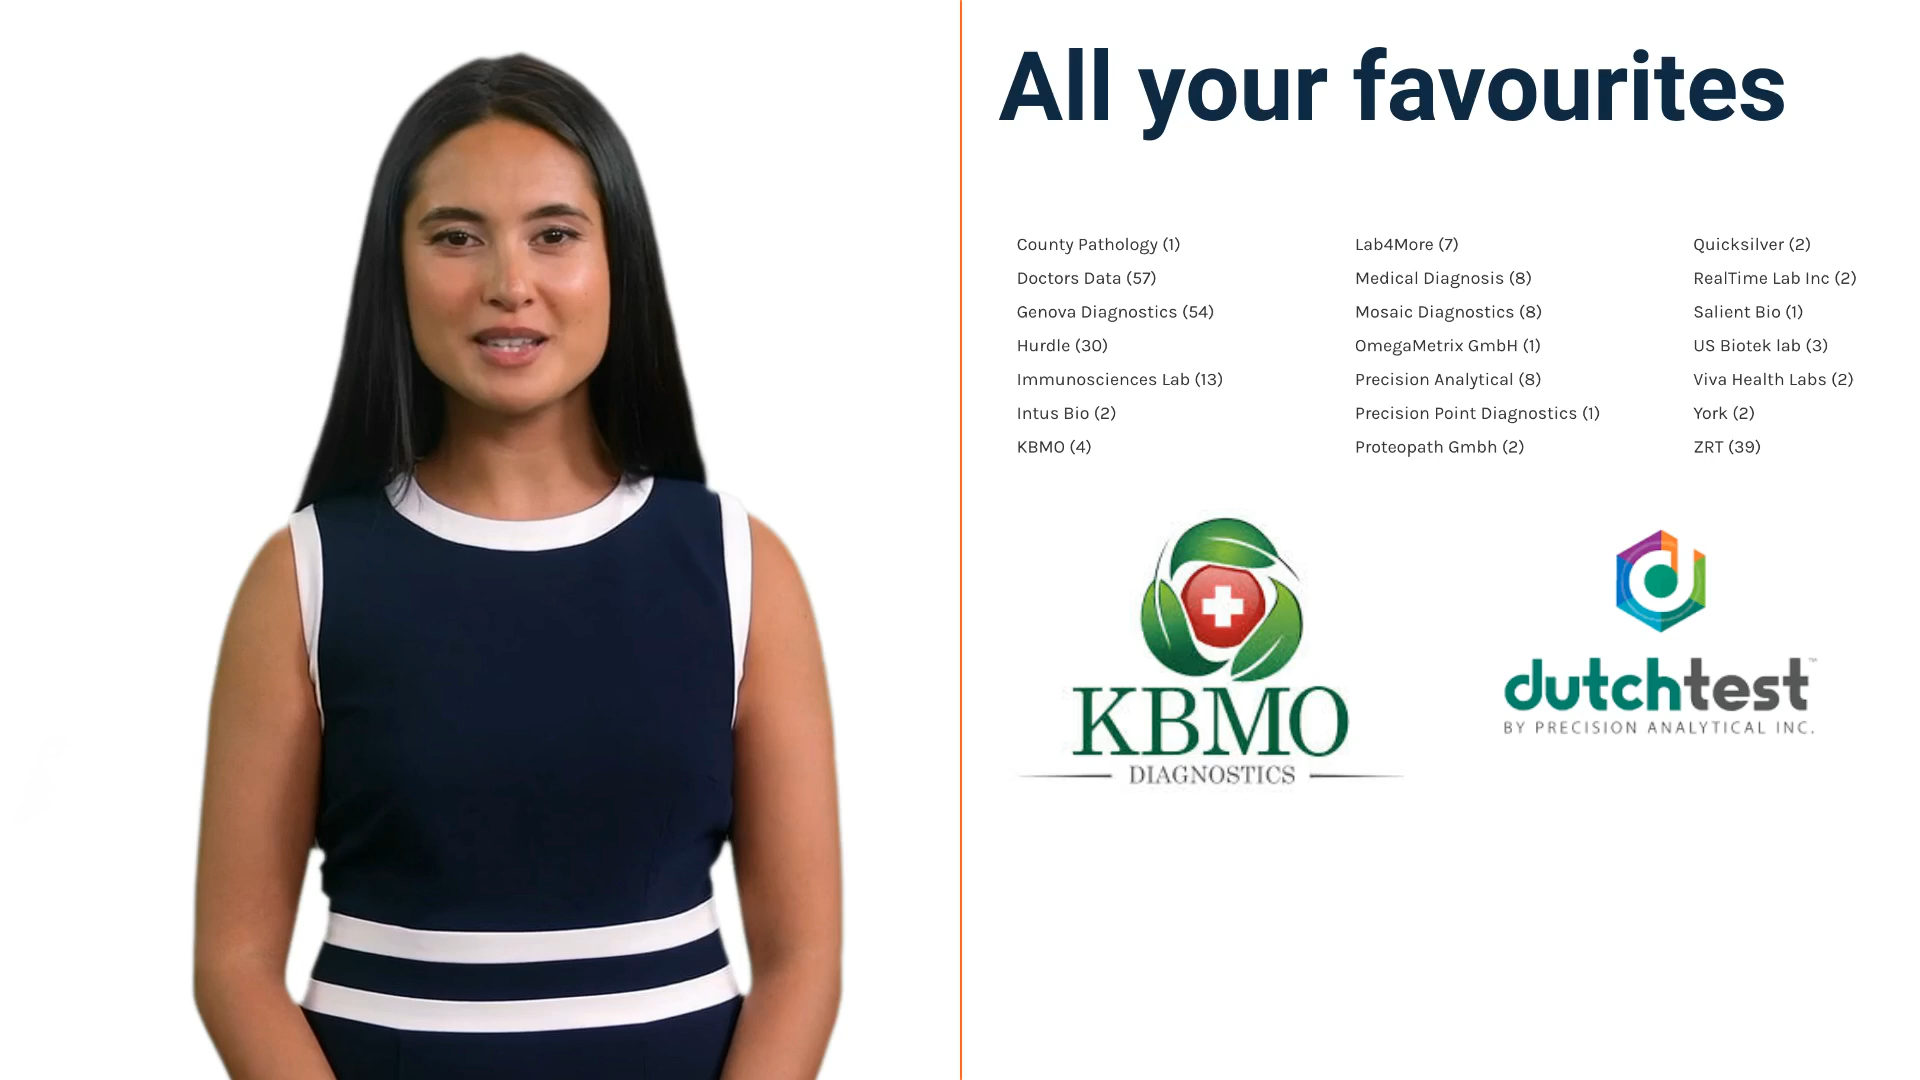 All your favourites
County Pathology (1)
Doctors Data (57)
Genova Diagnostics (54)
Hurdle (30)
Immunosciences Lab (13)
Intus Bio (2)
KBMO (4)
Lab4More (7)
Medical Diagnosis (8)
Mosaic Diagnostics (8)
OmegaMetrix GmbH (1)
Precision Analytical (8)
Precision Point Diagnostics (1)
Proteopath Gmbh (2)
Quicksilver (2)
RealTime Lab Inc (2)
Salient Bio (1)
US Biotek lab (3)
Viva Health Labs (2)
York (2)
ZRT (39)
KBMO
DIAGNOSTICS
dutchtest™
BY PRECISION ANALYTICAL INC.